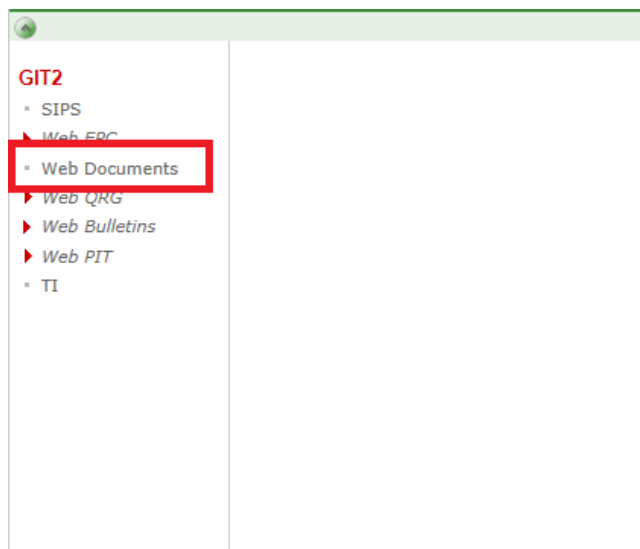 GIT2
SIPS
Web EPC
Web Documents
Web QRG
Web Bulletins
Web PIT
TI